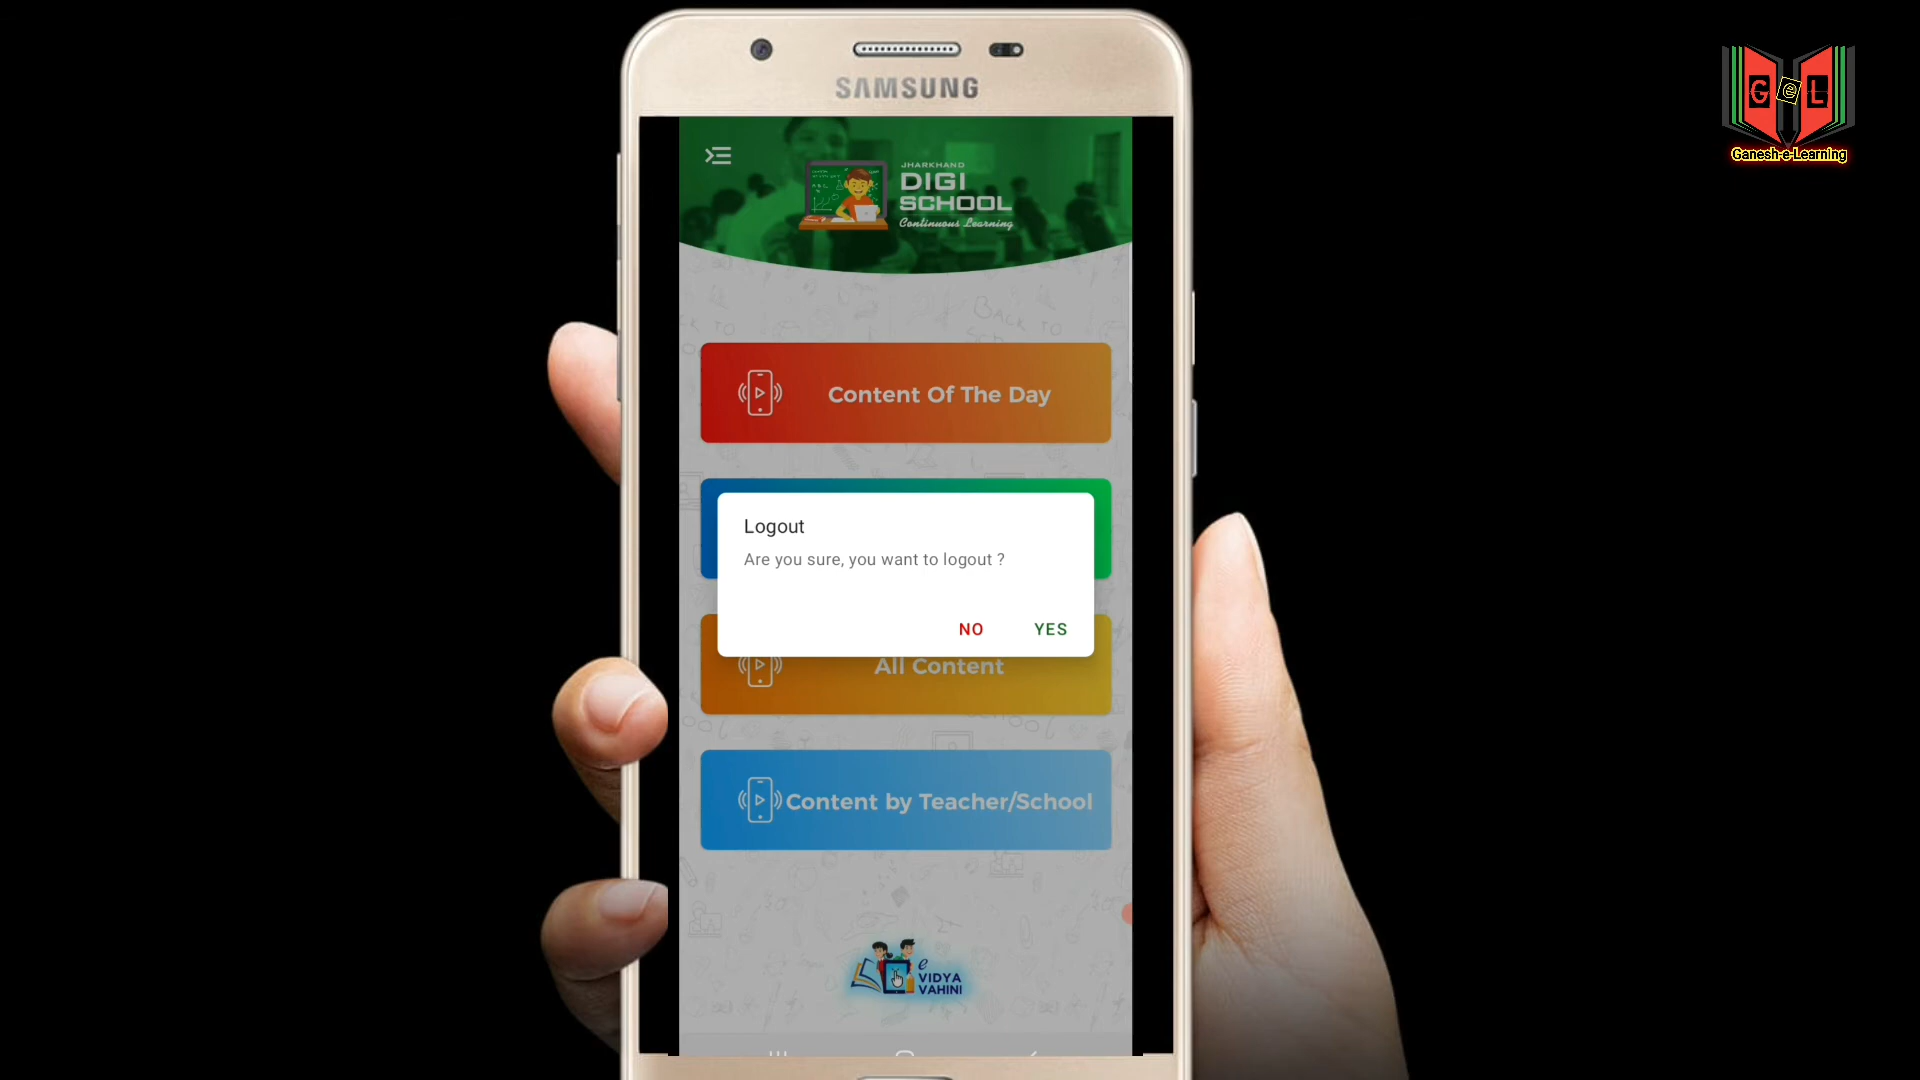 SAMSUNG
JHARKHAND
DIGI
SCHOOL
Continuous Learning
Content Of The Day
Logout
Are you sure, you want to logout ?
NO YES
All Content
Content by Teacher/School
e
VIDYA
VAHINI
G e L
Ganesh-e-Learning